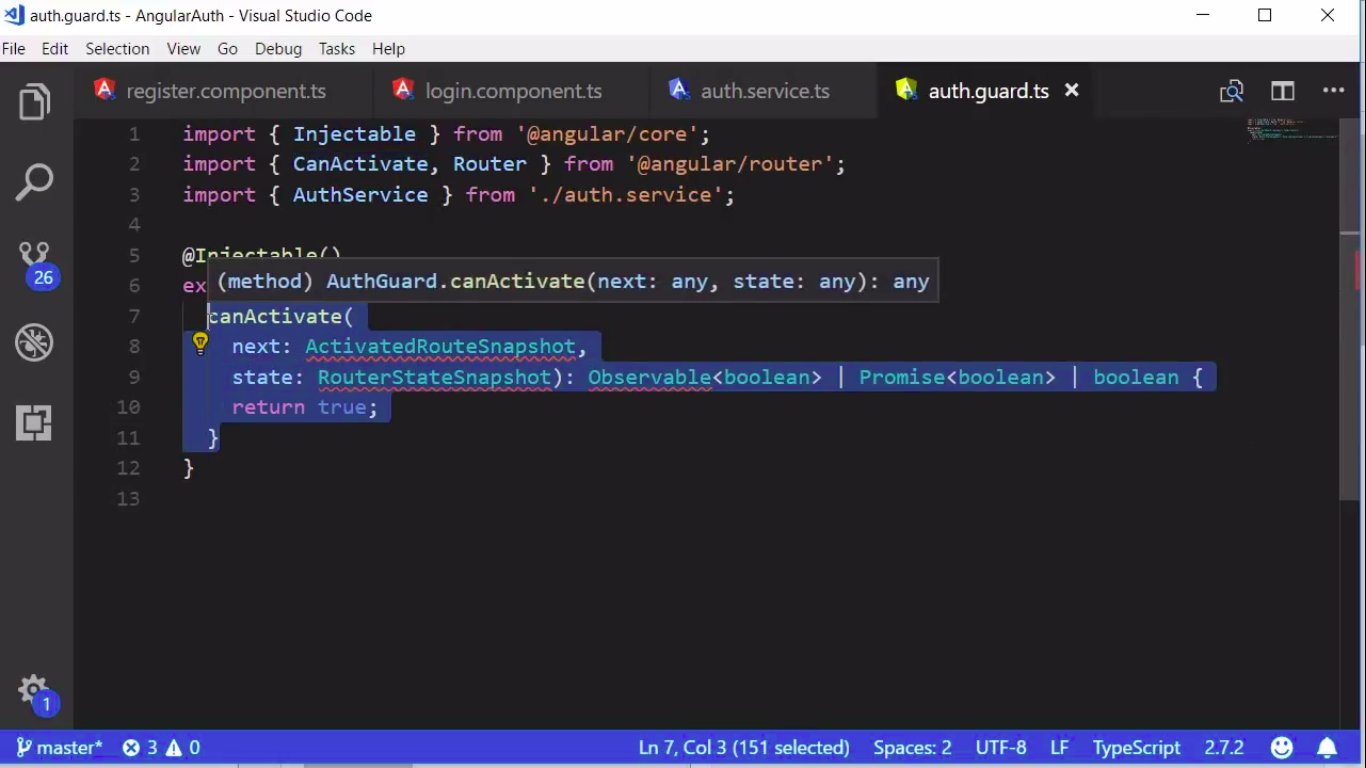 auth.guard.ts - AngularAuth - Visual Studio Code
File Edit Selection View Go Debug Tasks Help
register.component.ts login.component.ts auth.service.ts auth.guard.ts
1 import { Injectable } from '@angular/core';
2 import { CanActivate, Router } from '@angular/router';
3 import { AuthService } from './auth.service';
4
5 @Injectable()
6 ex
(method) AuthGuard.canActivate(next: any, state: any): any
7 canActivate(
8 next: ActivatedRouteSnapshot,
9 state: RouterStateSnapshot): Observable<boolean> | Promise<boolean> | boolean {
10 return true;
11 }
12 }
13
26
1
master* 3 0 Ln 7, Col 3 (151 selected) Spaces: 2 UTF-8 LF TypeScript 2.7.2